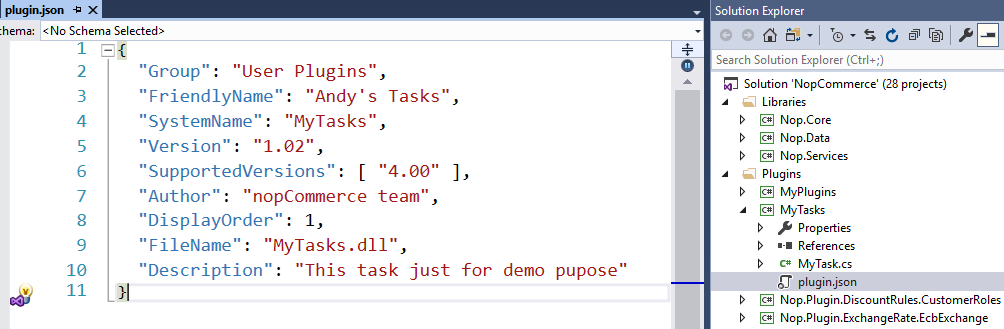 plugin.json
Schema: <No Schema Selected>
1 {
2 "Group": "User Plugins",
3 "FriendlyName": "Andy's Tasks",
4 "SystemName": "MyTasks",
5 "Version": "1.02",
6 "SupportedVersions": [ "4.00" ],
7 "Author": "nopCommerce team",
8 "DisplayOrder": 1,
9 "FileName": "MyTasks.dll",
10 "Description": "This task just for demo pupose"
11 }
Solution Explorer
Search Solution Explorer (Ctrl+;)
Solution 'NopCommerce' (28 projects)
Libraries
C# Nop.Core
C# Nop.Data
C# Nop.Services
Plugins
C# MyPlugins
C# MyTasks
Properties
References
C# MyTask.cs
plugin.json
C# Nop.Plugin.DiscountRules.CustomerRoles
C# Nop.Plugin.ExchangeRate.EcbExchange